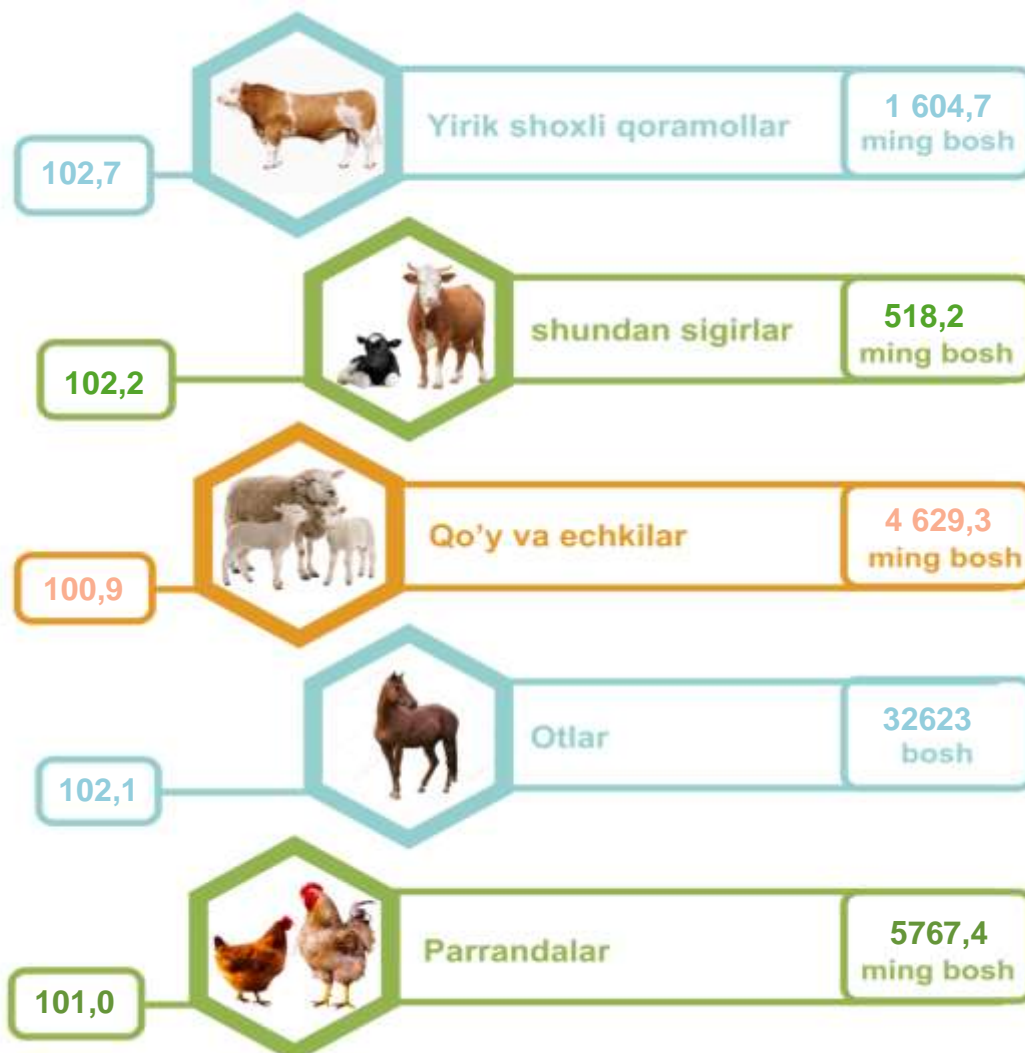 Yirik shoxli qoramollar
1 604,7
ming bosh
102,7
shundan sigirlar
518,2
ming bosh
102,2
Qo'y va echkilar
4 629,3
ming bosh
100,9
Otlar
32623
bosh
102,1
Parrandalar
5767,4
ming bosh
101,0